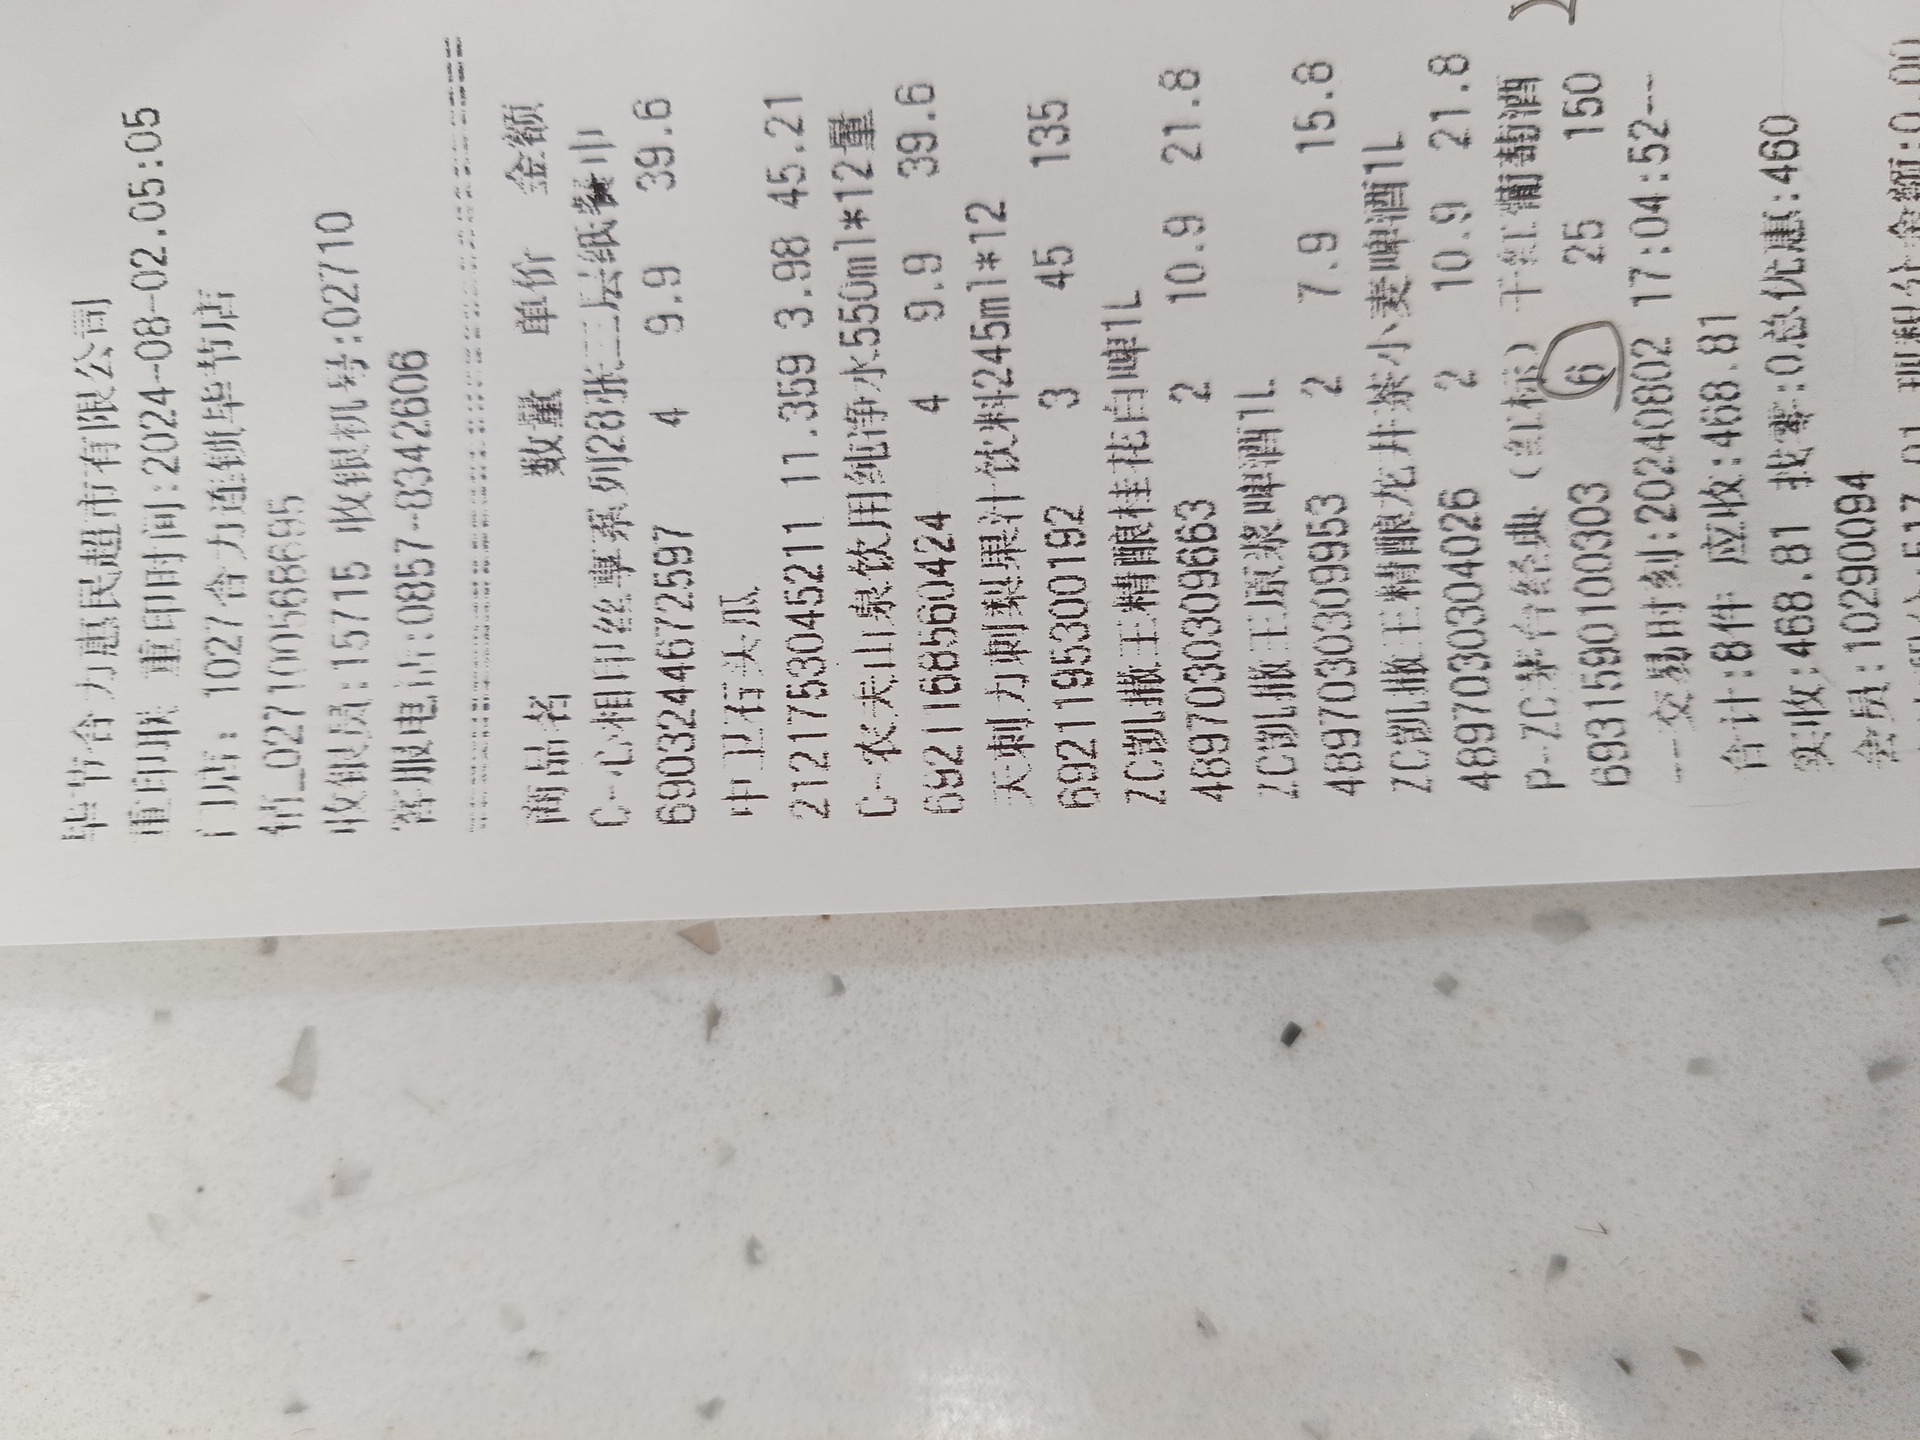 毕节合力惠民超市有限公司
重印联 重印时间:2024-08-02.05:05
门店: 1027合力连锁毕节店
销_027100568695
收银员:15715 收银机号:02710
客服电话:0857-8342606
商品名 数量 单价 金额
C-心相印丝享系列28张三层纸餐巾
6903244672597 4 9.9 39.6
中卫石头瓜
2121753045211 11.359 3.98 45.21
C-农夫山泉饮用纯净水550ml*12量
6921168560424 4 9.9 39.6
天刺力刺梨果汁饮料245ml*12
6921195300192 3 45 135
ZC凯撒王精酿桂花白啤1L
4897030309663 2 10.9 21.8
ZC凯撒王原浆啤酒1L
4897030309953 2 7.9 15.8
ZC凯撒王精酿龙井茶小麦啤酒1L
4897030304026 2 10.9 21.8
P-ZC茅台经典(红标) 干红葡萄酒
6931590100303 6 25 150
--交易时刻:20240802 17:04:52--
合计:8件 应收:468.81
实收:468.81 找零:0总优惠:460
会员:10290094